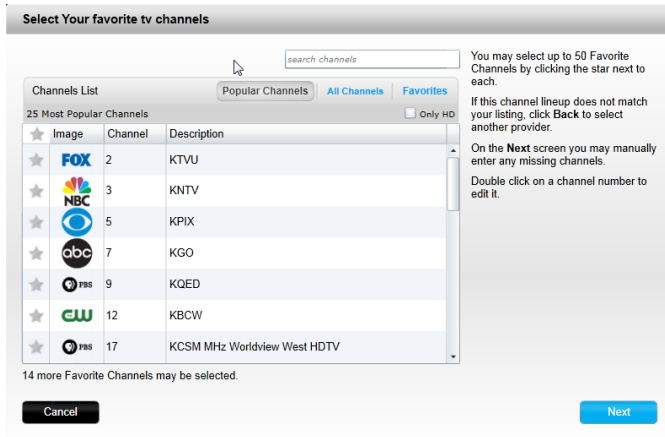 Select Your favorite tv channels
search channels
Channels List
Popular Channels
All Channels
Favorites
25 Most Popular Channels
Only HD
Image Channel Description
FOX 2 KTVU
NBC 3 KNTV
5 KPIX
abc 7 KGO
PBS 9 KQED
CW 12 KBCW
PBS 17 KCSM MHz Worldview West HDTV
14 more Favorite Channels may be selected.
Cancel
Next
You may select up to 50 Favorite
Channels by clicking the star next to
each.
If this channel lineup does not match
your listing, click Back to select
another provider.
On the Next screen you may manually
enter any missing channels.
Double click on a channel number to
edit it.